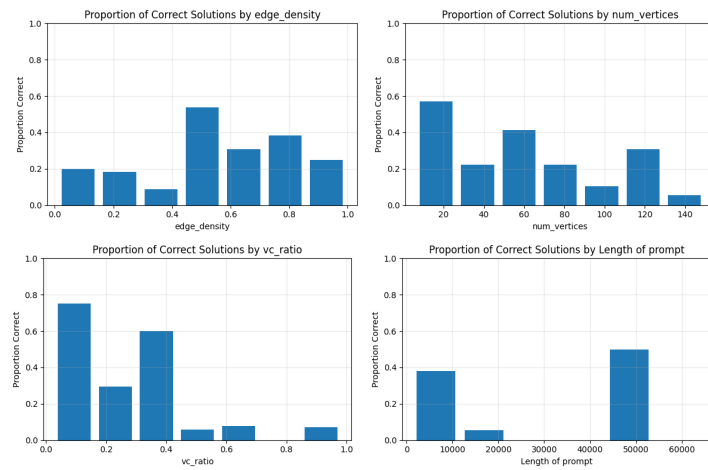 Proportion of Correct Solutions by edge_density
Proportion Correct
1.0
0.8
0.6
0.4
0.2
0.0
0.0 0.2 0.4 0.6 0.8 1.0
edge_density
Proportion of Correct Solutions by num_vertices
Proportion Correct
1.0
0.8
0.6
0.4
0.2
0.0
20 40 60 80 100 120 140
num_vertices
Proportion of Correct Solutions by vc_ratio
Proportion Correct
1.0
0.8
0.6
0.4
0.2
0.0
0.0 0.2 0.4 0.6 0.8 1.0
vc_ratio
Proportion of Correct Solutions by Length of prompt
Proportion Correct
1.0
0.8
0.6
0.4
0.2
0.0
0 10000 20000 30000 40000 50000 60000
Length of prompt